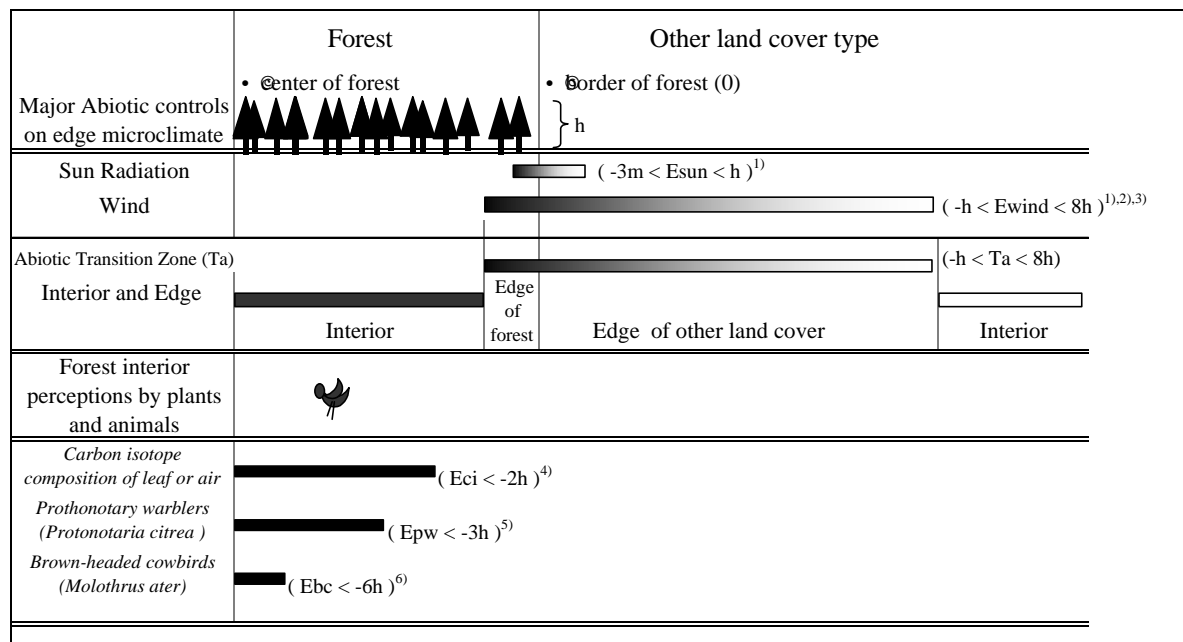 Forest
Other land cover type
• center of forest
• border of forest (0)
Major Abiotic controls
on edge microclimate
h
Sun Radiation
( -3m < Esun < h )1)
Wind
( -h < Ewind < 8h )1),2),3)
Abiotic Transition Zone (Ta)
(-h < Ta < 8h)
Interior and Edge
Edge
of
forest
Interior
Edge of other land cover
Interior
Forest interior
perceptions by plants
and animals
Carbon isotope
composition of leaf or air
( Eci < -2h )4)
Prothonotary warblers
(Protonotaria citrea )
( Epw < -3h )5)
Brown-headed cowbirds
(Molothrus ater)
( Ebc < -6h )6)